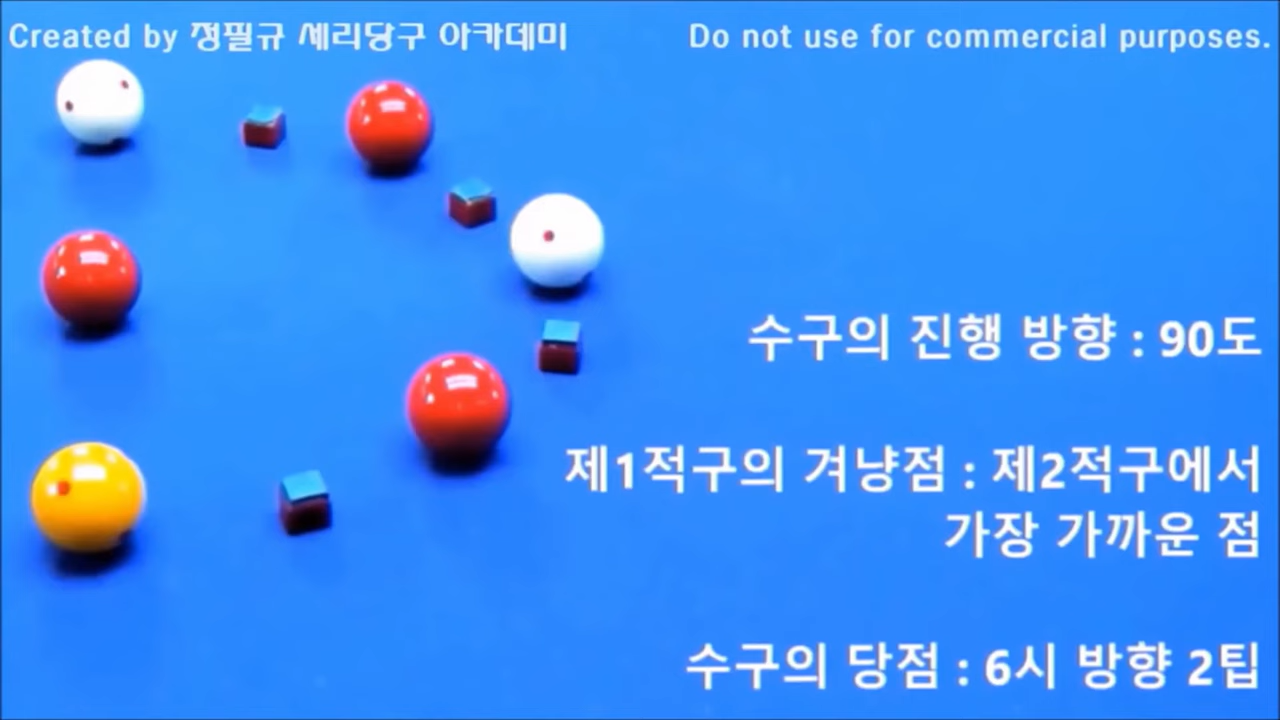 Created by 정필규 세리당구 아카데미
Do not use for commercial purposes.
수구의 진행 방향 : 90도
제1적구의 겨냥점 : 제2적구에서
가장 가까운 점
수구의 당점 : 6시 방향 2팁